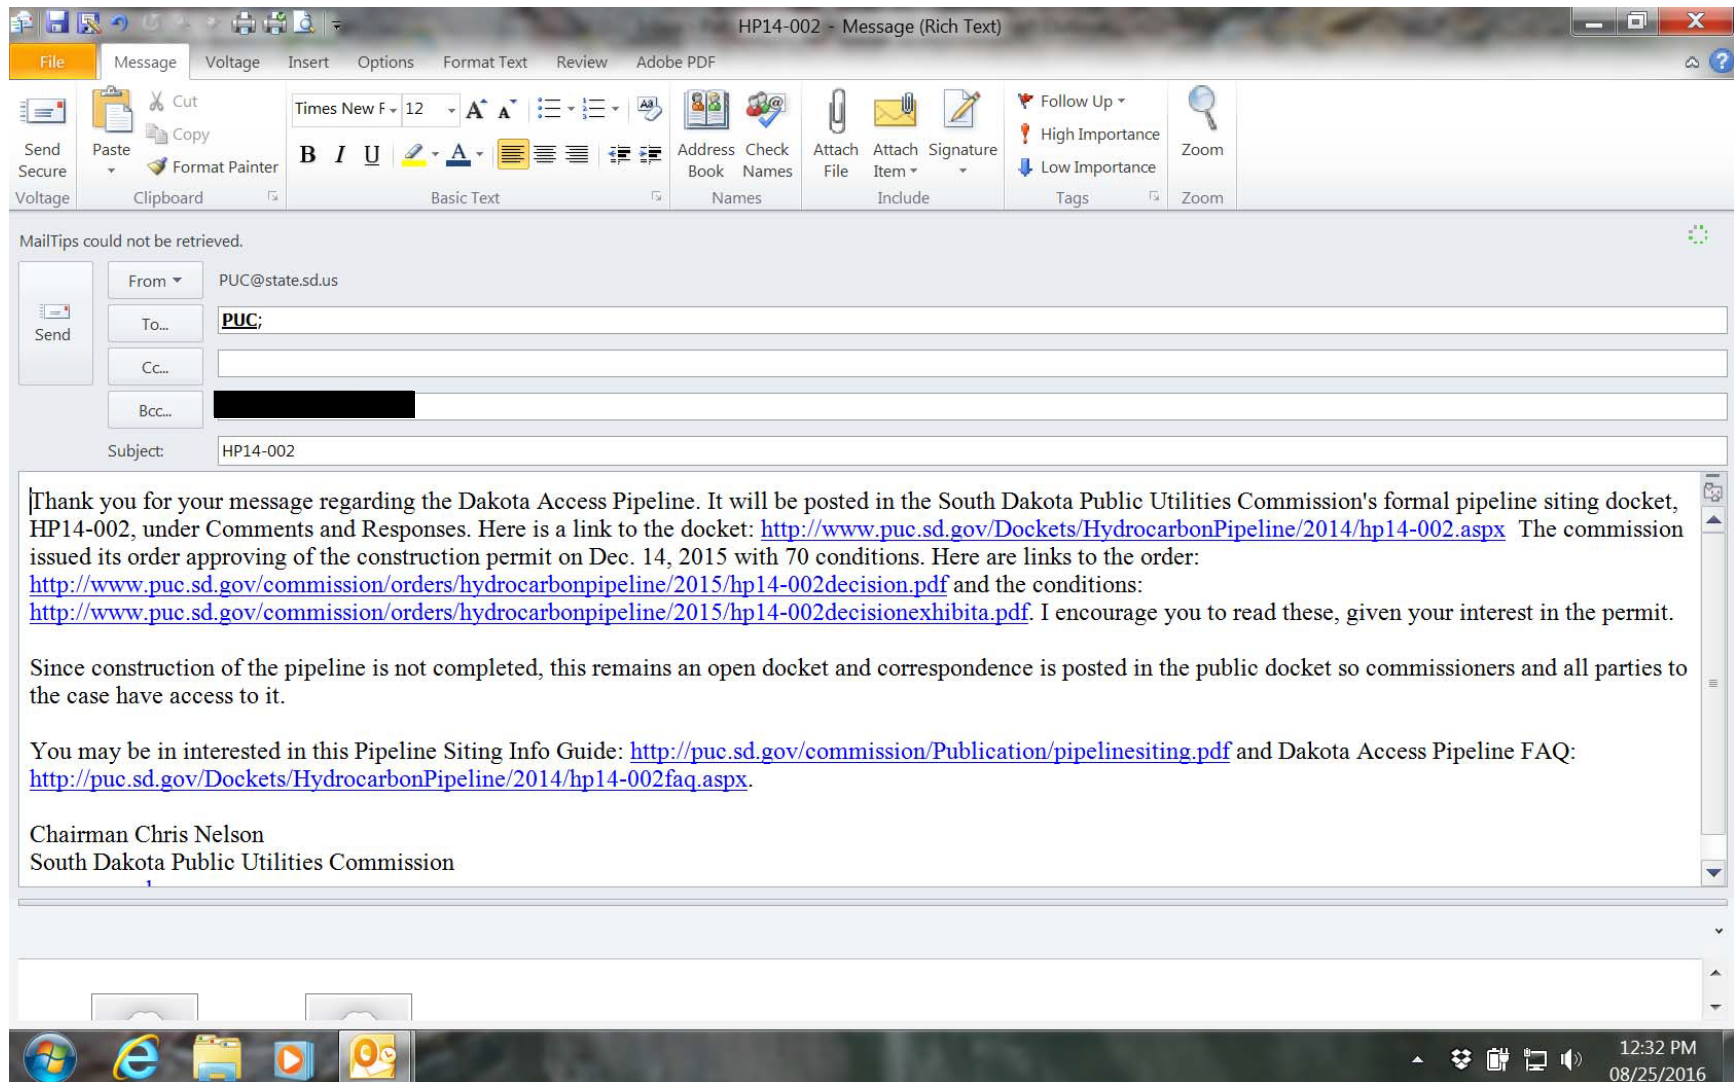 HP14-002 - Message (Rich Text)
File Message Voltage Insert Options Format Text Review Adobe PDF
Send Secure
Voltage
Paste
Cut
Copy
Format Painter
Clipboard
Times New F 12
B I U A
Basic Text
Address Book
Check Names
Names
Attach File
Attach Item
Signature
Include
Follow Up
High Importance
Low Importance
Tags
Zoom
Zoom
MailTips could not be retrieved.
Send
From PUC@state.sd.us
To... PUC;
Cc...
Bcc...
Subject: HP14-002
Thank you for your message regarding the Dakota Access Pipeline. It will be posted in the South Dakota Public Utilities Commission's formal pipeline siting docket,
HP14-002, under Comments and Responses. Here is a link to the docket: http://www.puc.sd.gov/Dockets/HydrocarbonPipeline/2014/hp14-002.aspx The commission
issued its order approving of the construction permit on Dec. 14, 2015 with 70 conditions. Here are links to the order:
http://www.puc.sd.gov/commission/orders/hydrocarbonpipeline/2015/hp14-002decision.pdf and the conditions:
http://www.puc.sd.gov/commission/orders/hydrocarbonpipeline/2015/hp14-002decisionexhibita.pdf. I encourage you to read these, given your interest in the permit.
Since construction of the pipeline is not completed, this remains an open docket and correspondence is posted in the public docket so commissioners and all parties to
the case have access to it.
You may be in interested in this Pipeline Siting Info Guide: http://puc.sd.gov/commission/Publication/pipelinesiting.pdf and Dakota Access Pipeline FAQ:
http://puc.sd.gov/Dockets/HydrocarbonPipeline/2014/hp14-002faq.aspx.
Chairman Chris Nelson
South Dakota Public Utilities Commission
12:32 PM
08/25/2016